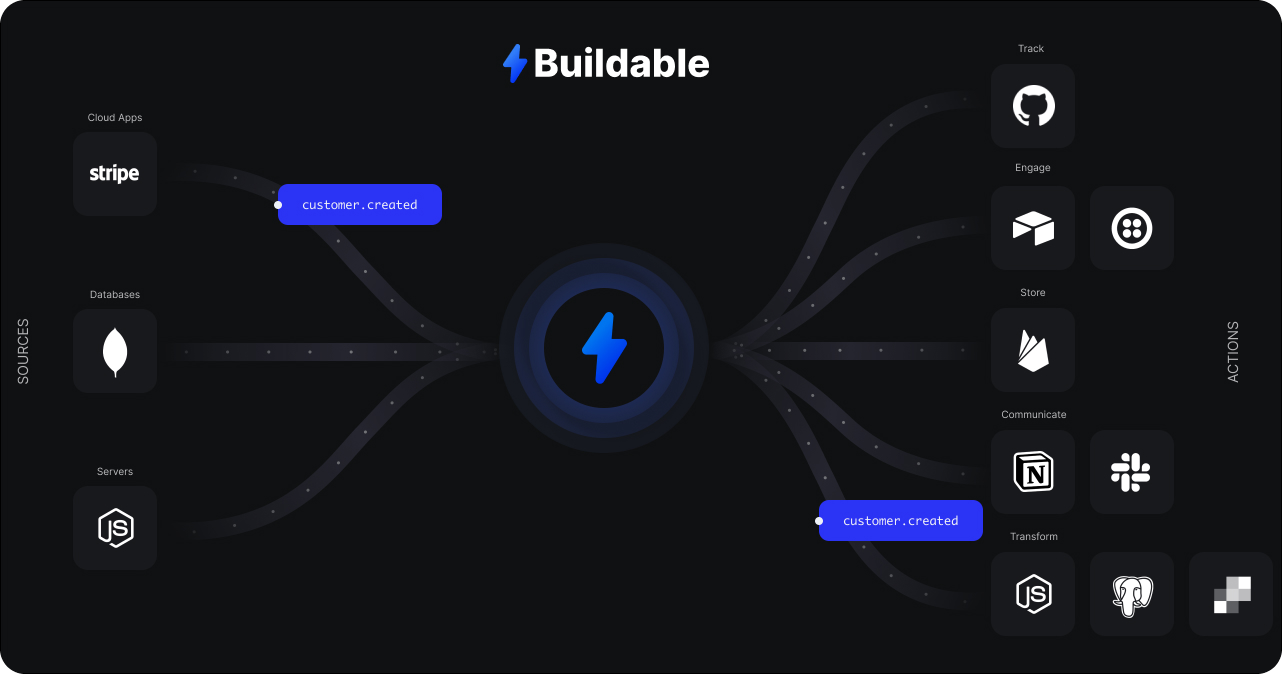 Buildable
SOURCES
Cloud Apps
stripe
customer.created
Databases
Servers
JS
Track
Engage
Store
Communicate
N
customer.created
Transform
JS
ACTIONS